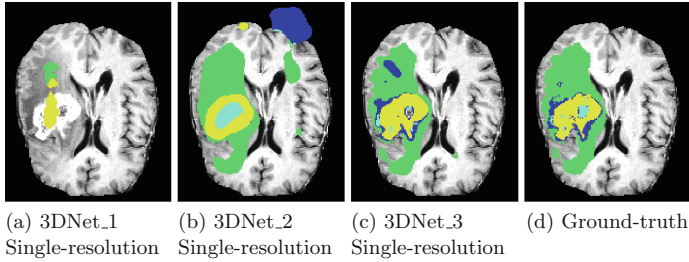 (a) 3DNet_1
Single-resolution
(b) 3DNet_2
Single-resolution
(c) 3DNet_3
Single-resolution
(d) Ground-truth